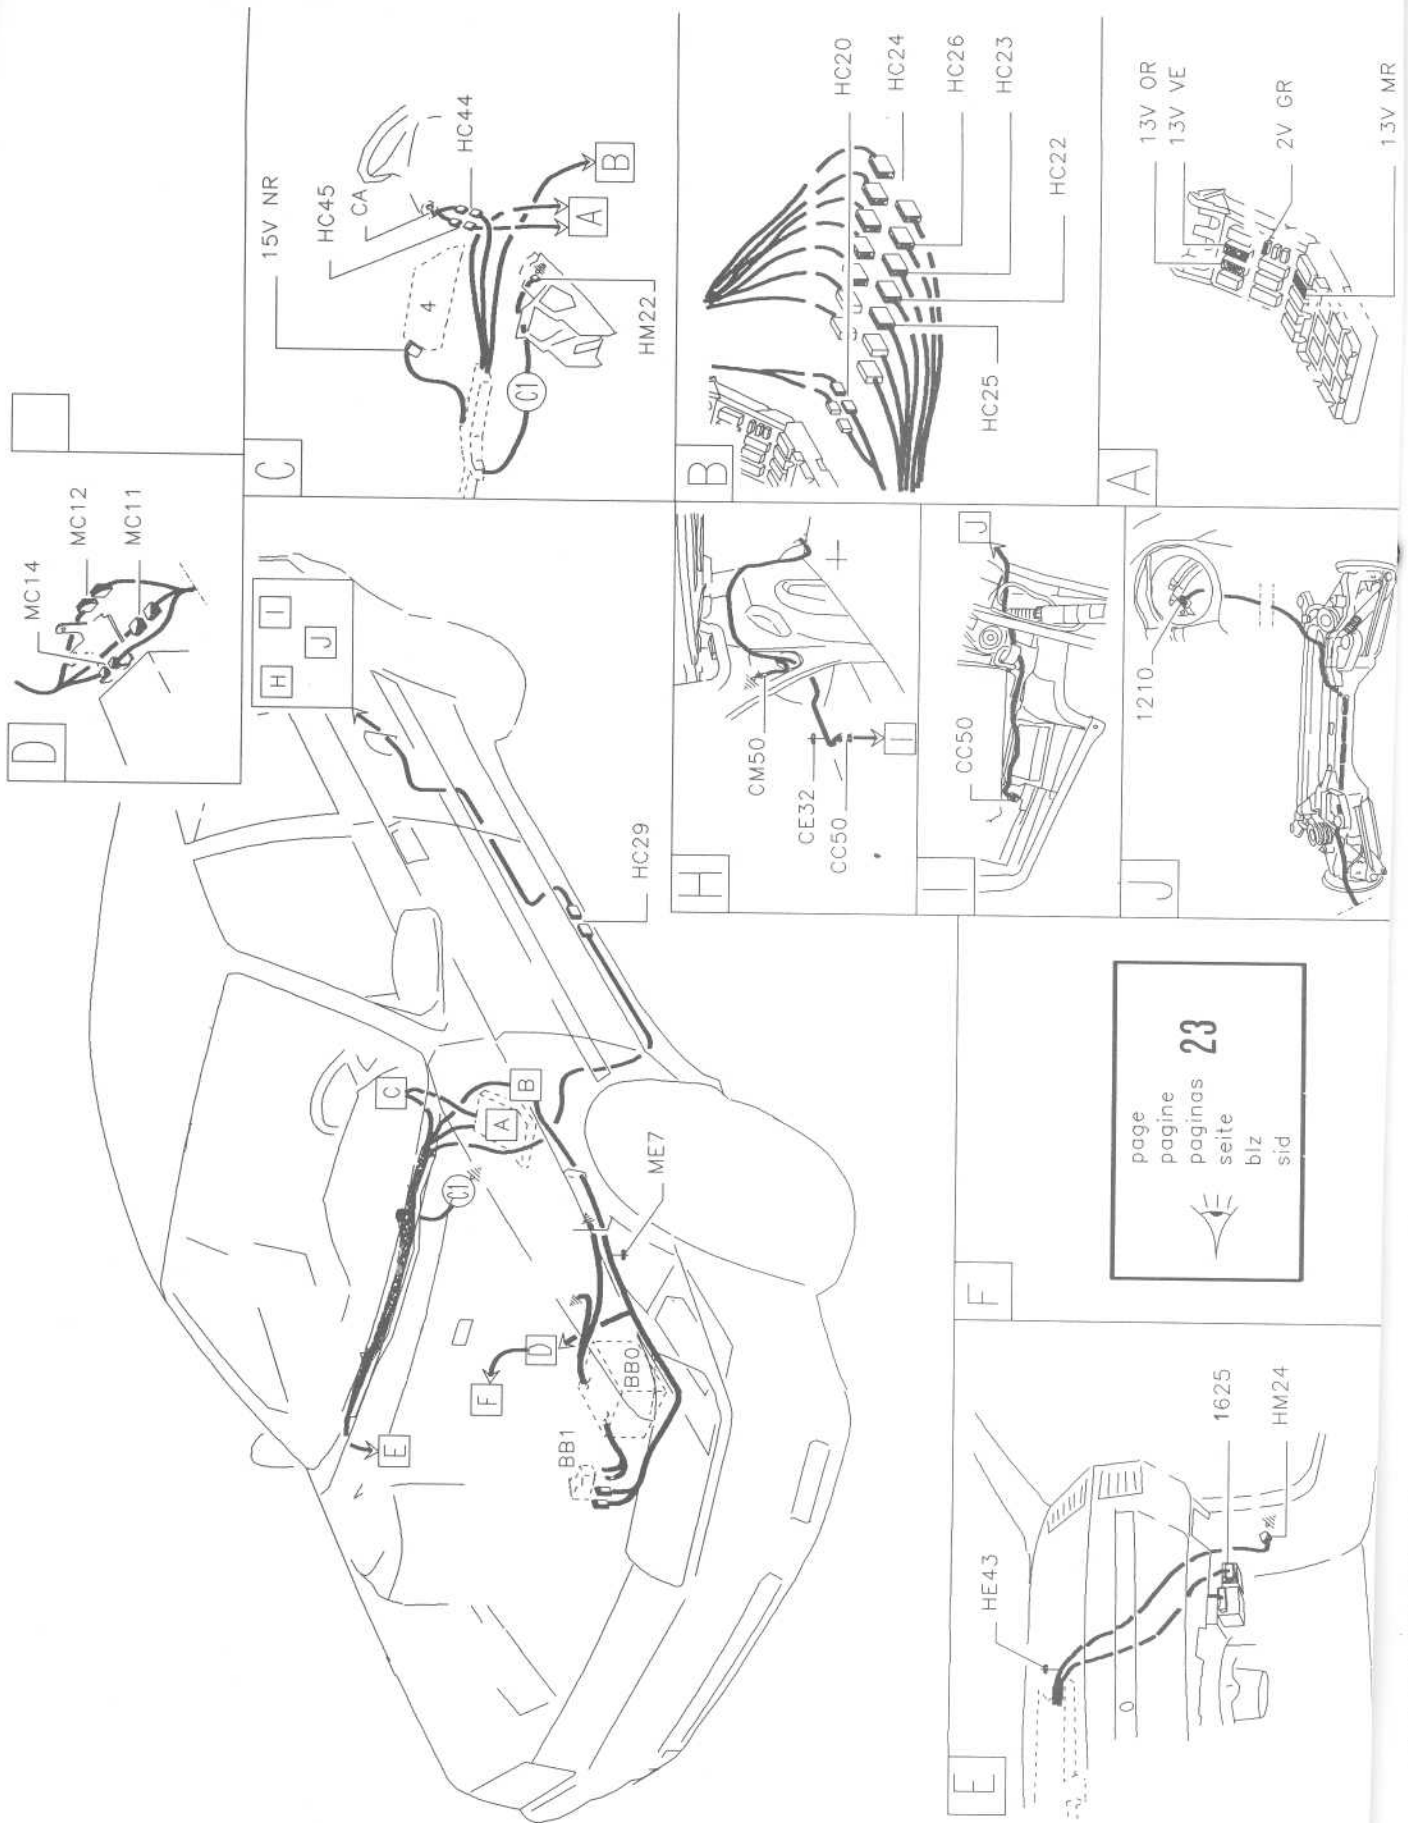 D
MC14
MC12
MC11
H
I
J
C
15V NR
HC45
CA
HC44
4
A
B
C1
HM22
B
HC20
HC24
HC26
HC23
HC22
HC25
A
13V OR
13V VE
2V GR
13V MR
HC29
C
B
A
C1
ME7
E
F
D
BB0
BB1
H
CM50
CE32
CC50
I
I
CC50
J
J
1210
F
page
pagine
paginas 23
seite
blz
sid
E
HE43
1625
HM24